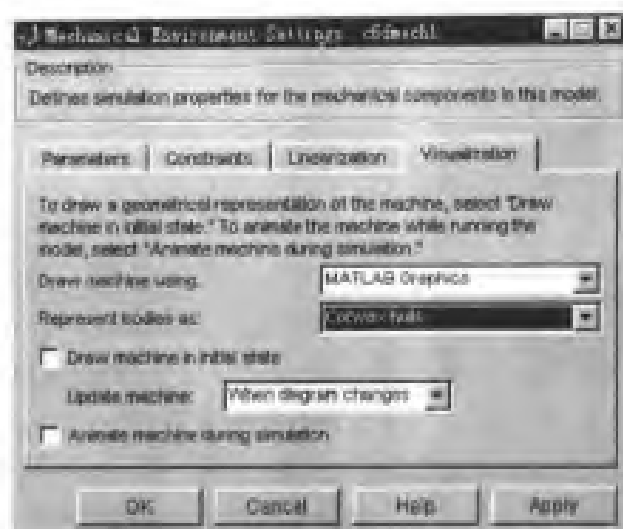 Mechanical Environment Settings c6dmech1
Description
Defines simulation properties for the mechanical components in this model.
Parameters
Constraints
Linearization
Visualization
To draw a geometrical representation of the machine, select "Draw
machine in initial state." To animate the machine while running the
model, select "Animate machine during simulation."
Draw machine using:
MATLAB Graphics
Represent bodies as:
Convex hulls
Draw machine in initial state
Update machine:
When diagram changes
Animate machine during simulation
OK
Cancel
Help
Apply